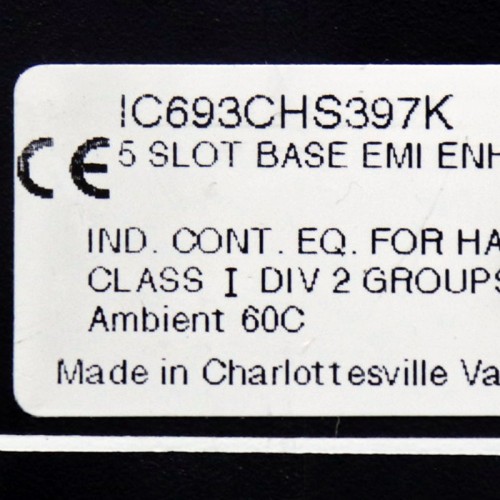 IC693CHS397K
CE 5 SLOT BASE EMI ENH
IND. CONT. EQ. FOR HA
CLASS I DIV 2 GROUPS
Ambient 60C
Made in Charlottesville Va